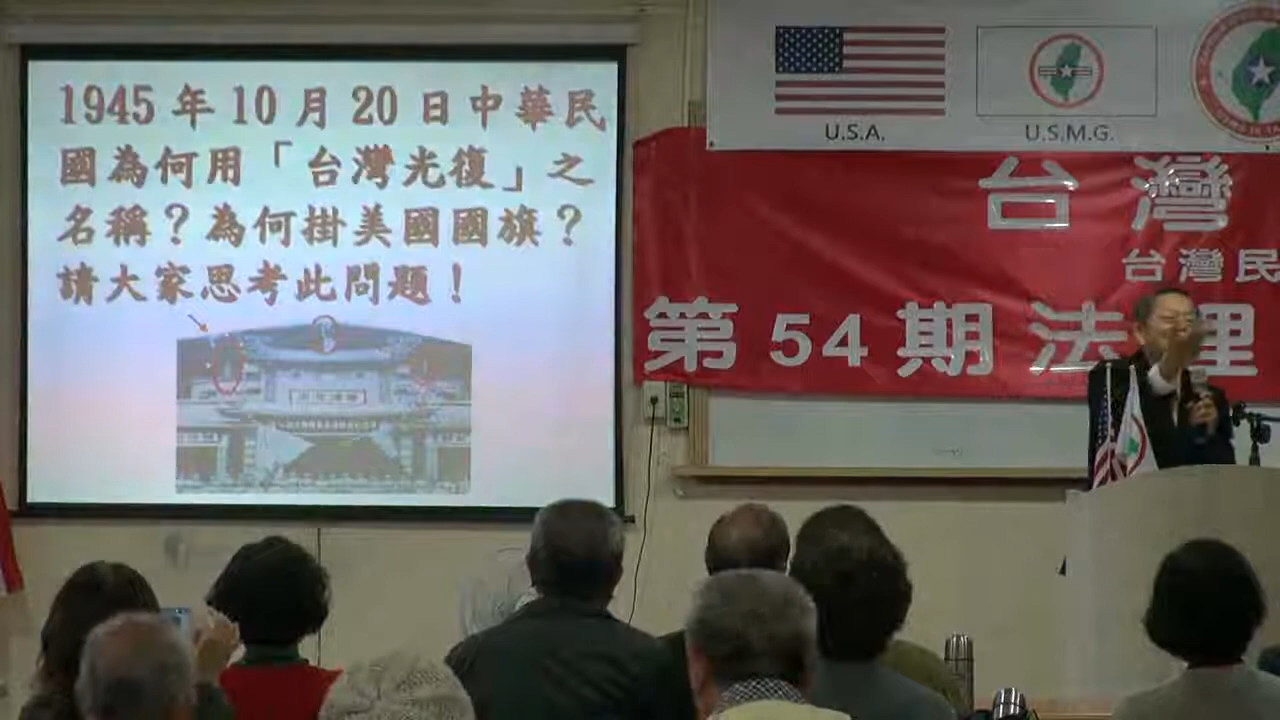 1945 年 10 月 20 日中華民
國為何用「台灣光復」之
名稱？為何掛美國國旗？
請大家思考此問題！
U.S.A.
U.S.M.G.
台灣
台灣民
第 54 期 法理